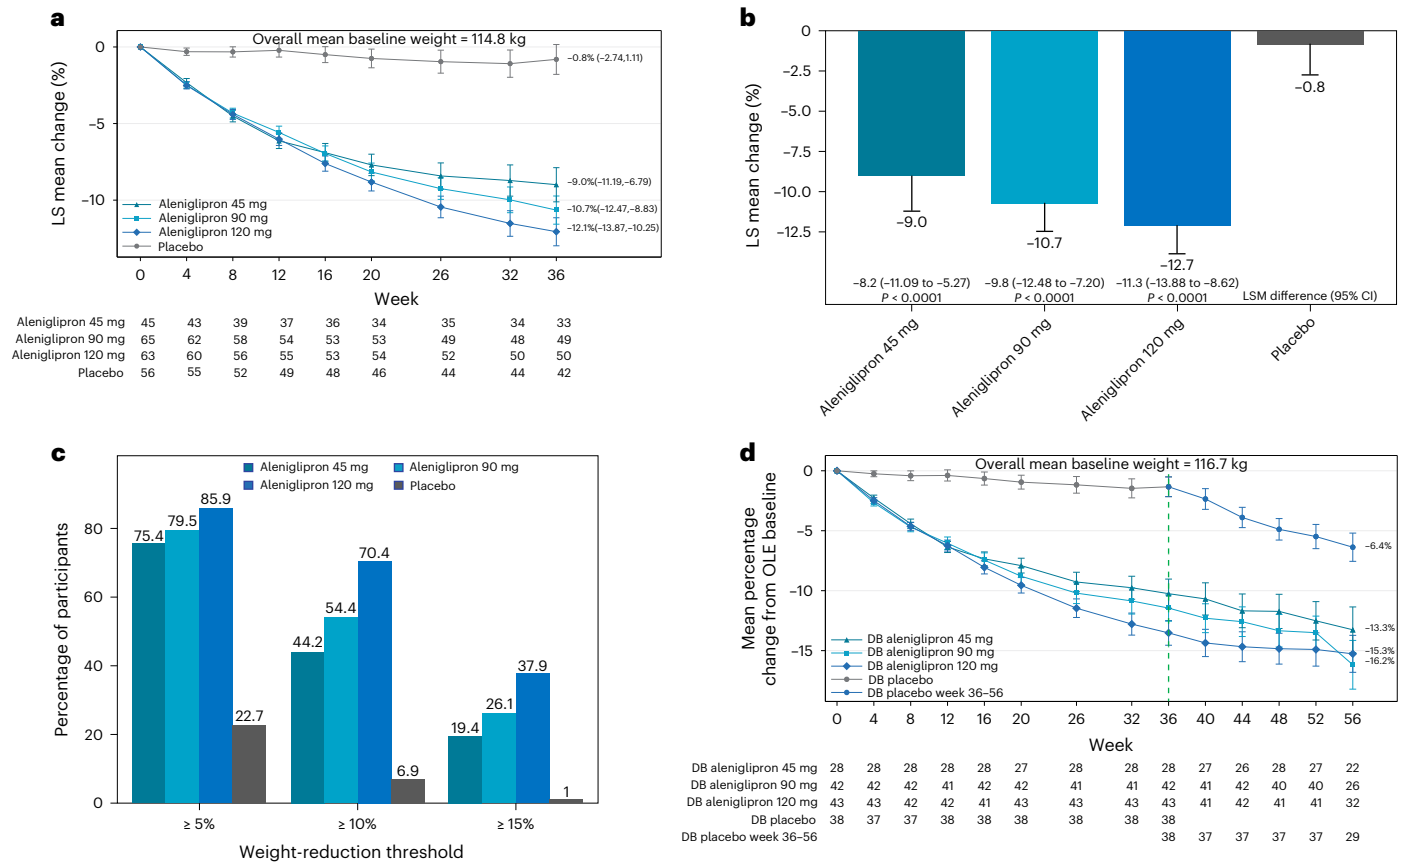 a
Overall mean baseline weight = 114.8 kg
LS mean change (%)
0
−5
−10
−0.8% (−2.74,1.11)
−9.0%(−11.19,−6.79)
−10.7%(−12.47,−8.83)
−12.1%(−13.87,−10.25)
Aleniglipron 45 mg
Aleniglipron 90 mg
Aleniglipron 120 mg
Placebo
0 4 8 12 16 20 26 32 36
Week
Aleniglipron 45 mg 45 43 39 37 36 34 35 34 33
Aleniglipron 90 mg 65 62 58 54 53 53 49 48 49
Aleniglipron 120 mg 63 60 56 55 53 54 52 50 50
Placebo 56 55 52 49 48 46 44 44 42
b
LS mean change (%)
0
−2.5
−5.0
−7.5
−10.0
−12.5
−9.0
−10.7
−12.7
−0.8
−8.2 (−11.09 to −5.27) −9.8 (−12.48 to −7.20) −11.3 (−13.88 to −8.62)
P < 0.0001 P < 0.0001 P < 0.0001 LSM difference (95% CI)
Aleniglipron 45 mg
Aleniglipron 90 mg
Aleniglipron 120 mg
Placebo
c
Aleniglipron 45 mg Aleniglipron 90 mg
Aleniglipron 120 mg Placebo
Percentage of participants
80
60
40
20
0
75.4 79.5 85.9 22.7
44.2 54.4 70.4 6.9
19.4 26.1 37.9 1
≥ 5% ≥ 10% ≥ 15%
Weight-reduction threshold
d
Overall mean baseline weight = 116.7 kg
Mean percentage
change from OLE baseline
0
−5
−10
−15
−6.4%
−13.3%
−15.3%
−16.2%
DB aleniglipron 45 mg
DB aleniglipron 90 mg
DB aleniglipron 120 mg
DB placebo
DB placebo week 36–56
0 4 8 12 16 20 26 32 36 40 44 48 52 56
Week
DB aleniglipron 45 mg 28 28 28 28 28 27 28 28 28 27 26 28 27 22
DB aleniglipron 90 mg 42 42 42 41 42 42 41 41 42 41 42 40 40 26
DB aleniglipron 120 mg 43 43 42 42 41 43 43 43 43 41 42 41 41 32
DB placebo 38 37 37 38 38 38 38 38 38
DB placebo week 36–56 38 37 37 37 37 29